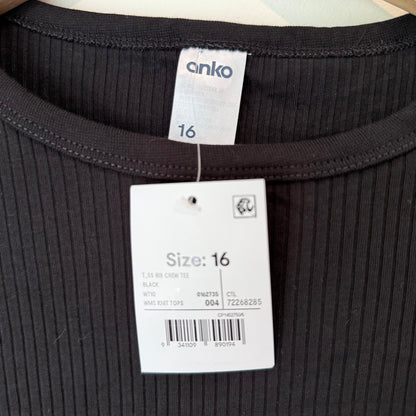 anko
16
Size: 16
T_SS RIB CREW TEE
BLACK
W710 0162735 CTL
WMS KNIT TOPS 004 72268285
9 341109 890194